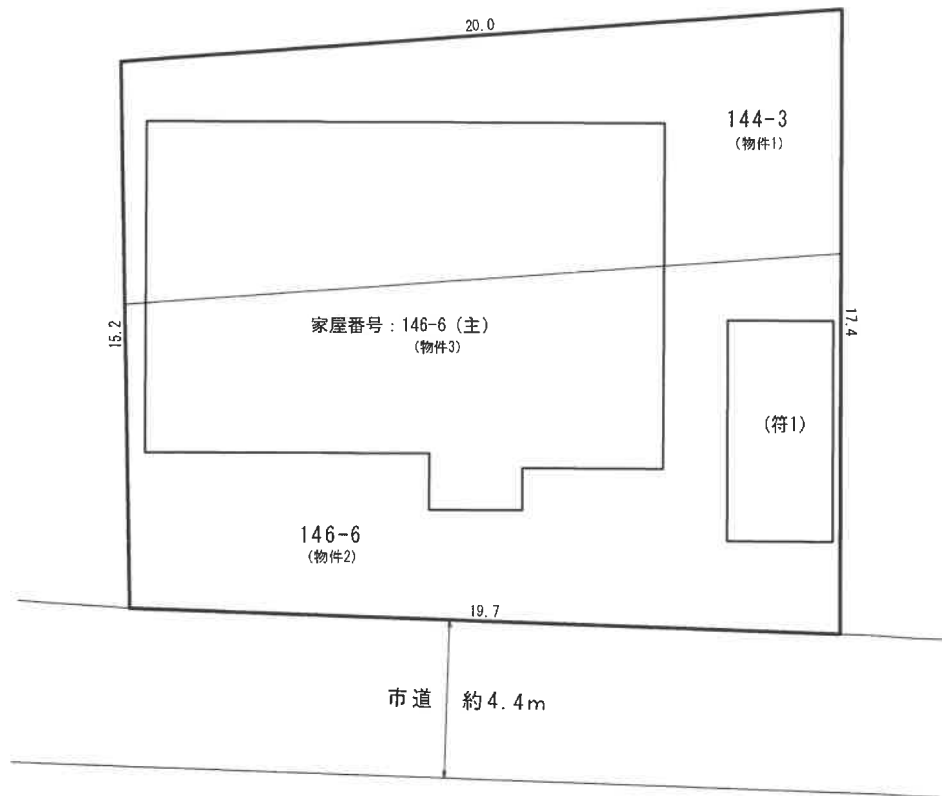 20.0
144-3
(物件1)
家屋番号：146-6 (主)
(物件3)
15.2
17.4
(符1)
146-6
(物件2)
19.7
市道 約4.4m